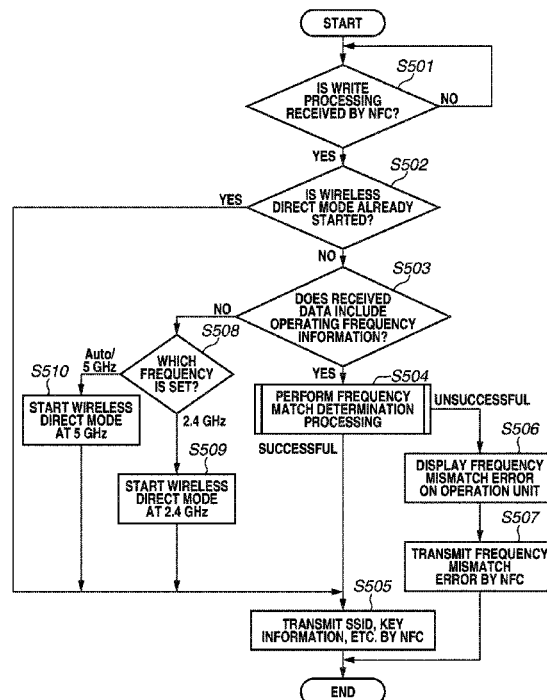 START
S501
IS WRITE
PROCESSING
RECEIVED BY NFC?
NO
YES
S502
YES
IS WIRELESS
DIRECT MODE ALREADY
STARTED?
NO
S503
DOES RECEIVED
DATA INCLUDE
OPERATING FREQUENCY
INFORMATION?
NO
S508
Auto/
5 GHz
WHICH
FREQUENCY
IS SET?
YES
S504
S510
PERFORM FREQUENCY
MATCH DETERMINATION
PROCESSING
UNSUCCESSFUL
START WIRELESS
DIRECT MODE
AT 5 GHz
2.4 GHz
SUCCESSFUL
S506
S509
DISPLAY FREQUENCY
MISMATCH ERROR
ON OPERATION UNIT
START WIRELESS
DIRECT MODE
AT 2.4 GHz
S507
TRANSMIT FREQUENCY
MISMATCH
ERROR BY NFC
S505
TRANSMIT SSID, KEY
INFORMATION, ETC. BY NFC
END